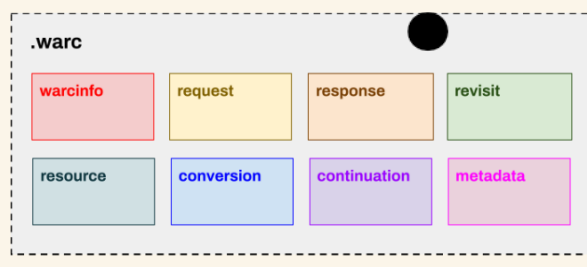 .warc
warcinfo
request
response
revisit
resource
conversion
continuation
metadata